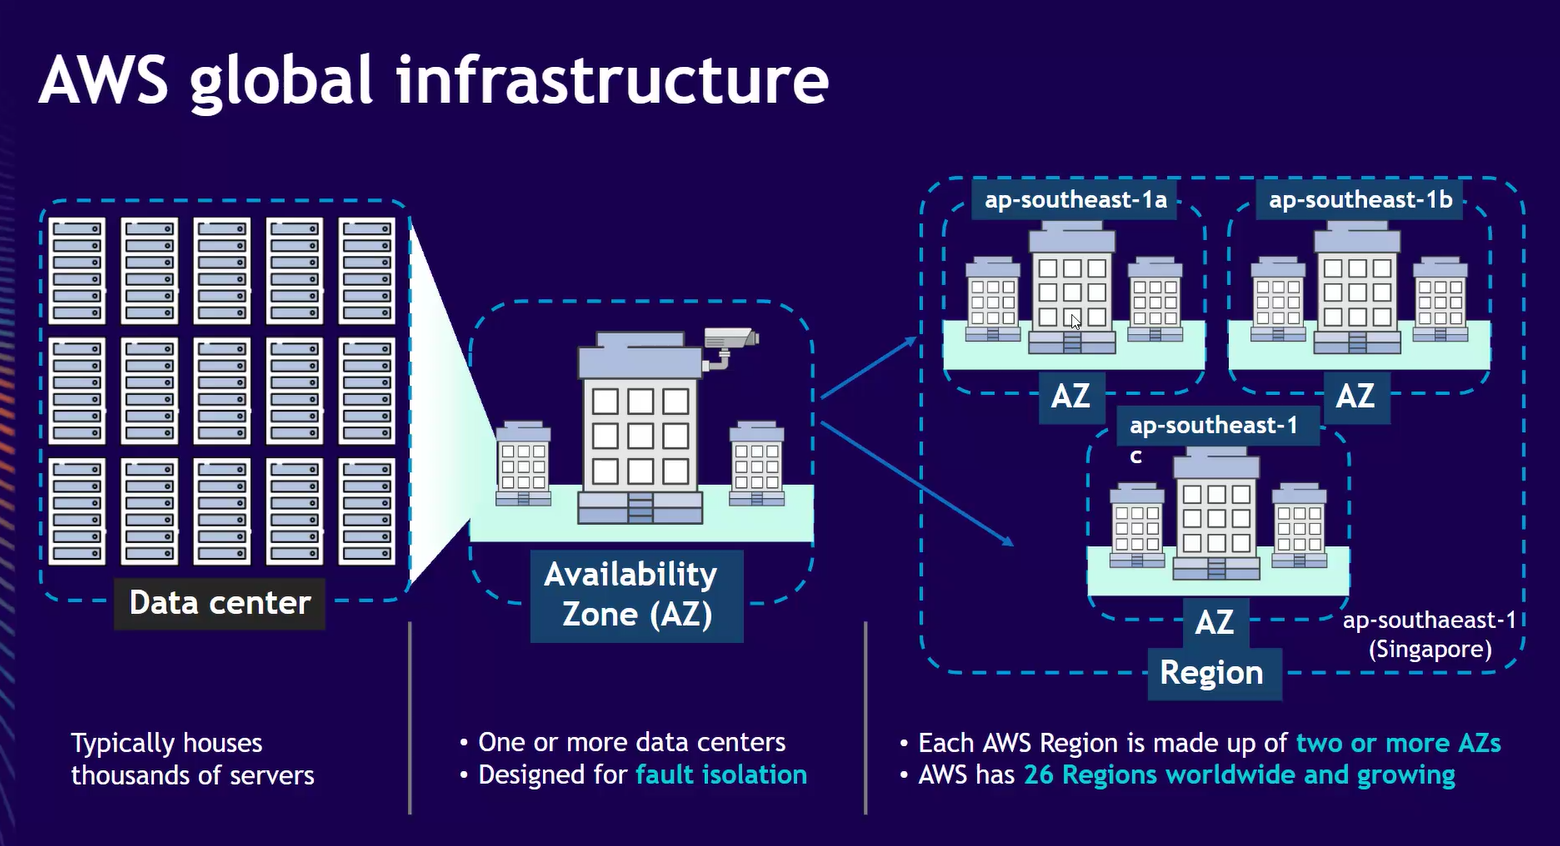 AWS global infrastructure
Data center
Typically houses
thousands of servers
Availability
Zone (AZ)
• One or more data centers
• Designed for fault isolation
ap-southeast-1a
AZ
ap-southeast-1b
AZ
ap-southeast-1
c
AZ
ap-southaeast-1
(Singapore)
Region
• Each AWS Region is made up of two or more AZs
• AWS has 26 Regions worldwide and growing